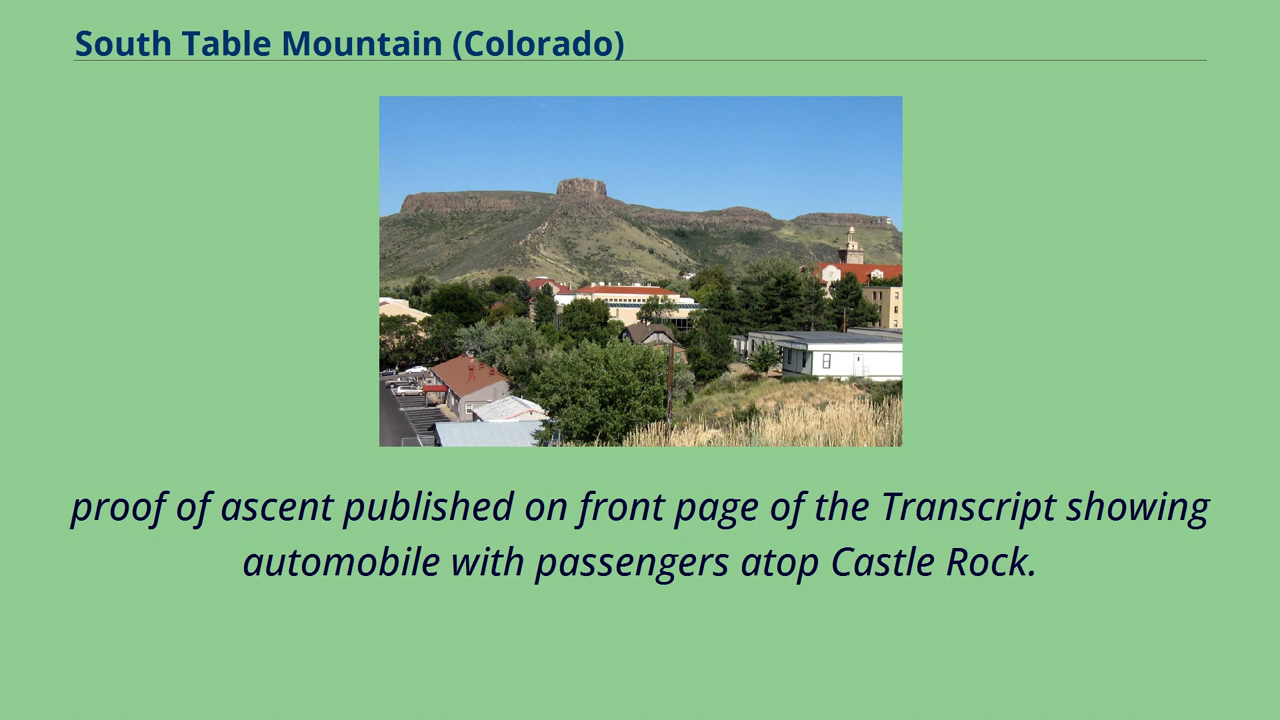 South Table Mountain (Colorado)
proof of ascent published on front page of the Transcript showing
automobile with passengers atop Castle Rock.